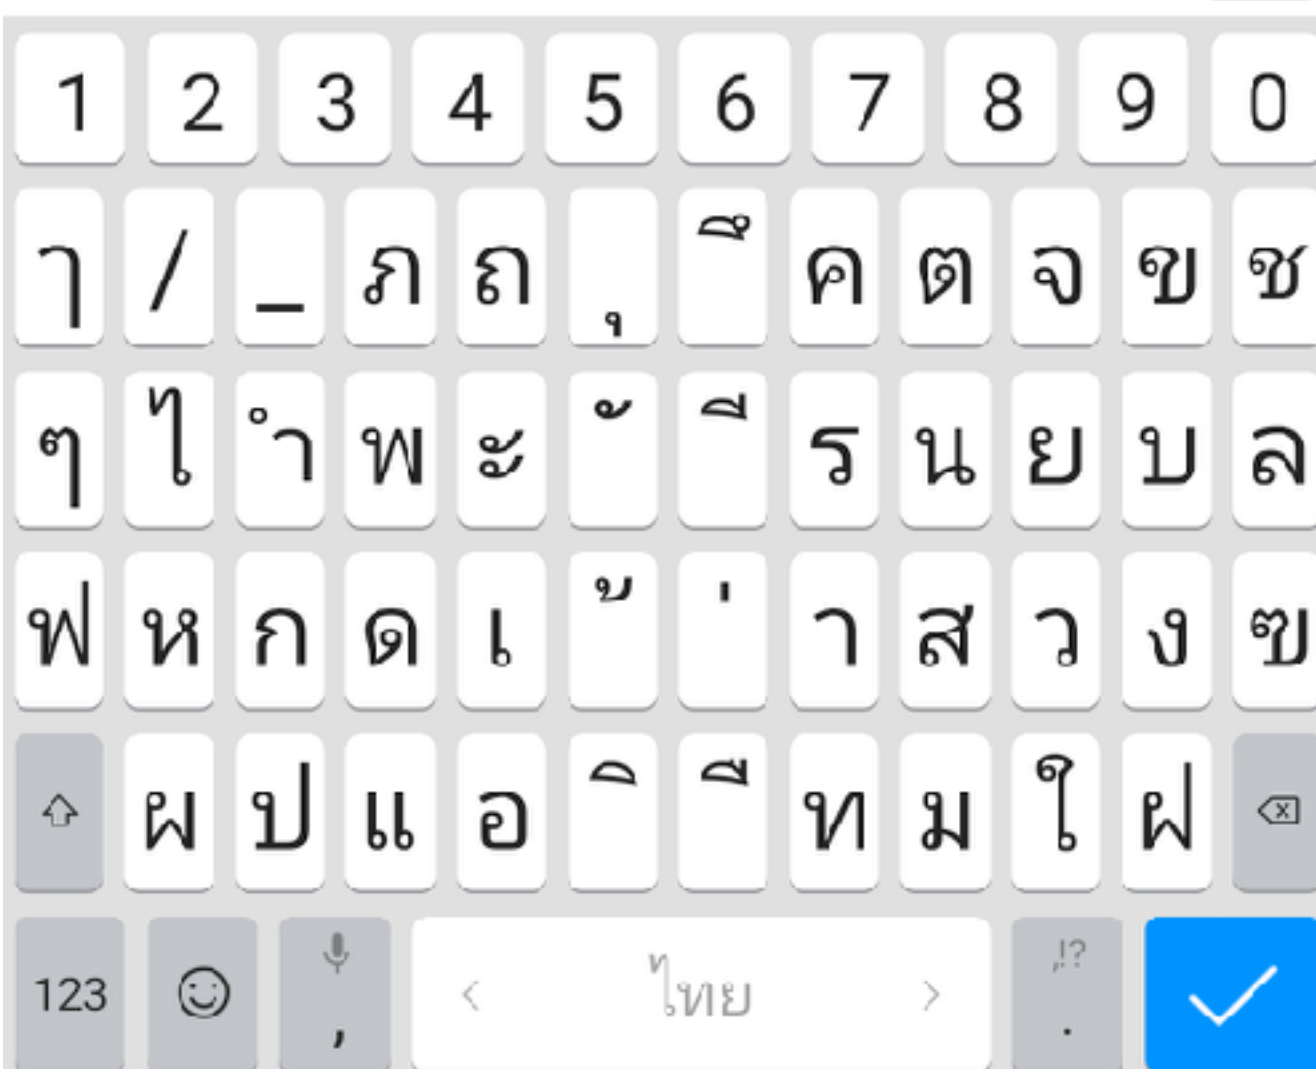 1 2 3 4 5 6 7 8 9 0
ๅ / _ ภ ถ ุ ึ ค ต จ ข ช
ๆ ไ ำ พ ะ ั ี ร น ย บ ล
ฟ ห ก ด เ ้ ่ า ส ว ง ฃ
ผ ป แ อ ิ ื ท ม ใ ฝ
,!?
123 , < ไทย > .